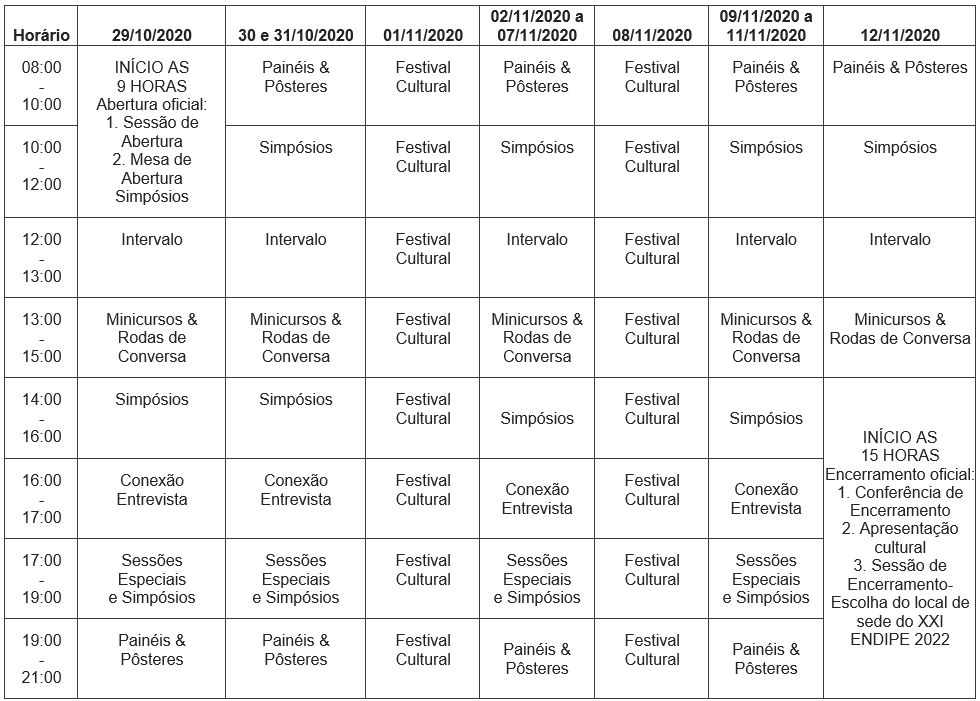 Horário
29/10/2020
30 e 31/10/2020
01/11/2020
02/11/2020 a
07/11/2020
08/11/2020
09/11/2020 a
11/11/2020
12/11/2020
08:00
-
10:00
INÍCIO AS
9 HORAS
Abertura oficial:
1. Sessão de
Abertura
2. Mesa de
Abertura
Simpósios
Painéis &
Pôsteres
Festival
Cultural
Painéis &
Pôsteres
Festival
Cultural
Painéis &
Pôsteres
Painéis & Pôsteres
10:00
-
12:00
Simpósios
Festival
Cultural
Simpósios
Festival
Cultural
Simpósios
Simpósios
12:00
-
13:00
Intervalo
Intervalo
Festival
Cultural
Intervalo
Festival
Cultural
Intervalo
Intervalo
13:00
-
15:00
Minicursos &
Rodas de
Conversa
Minicursos &
Rodas de
Conversa
Festival
Cultural
Minicursos &
Rodas de
Conversa
Festival
Cultural
Minicursos &
Rodas de
Conversa
Minicursos &
Rodas de Conversa
14:00
-
16:00
Simpósios
Simpósios
Festival
Cultural
Simpósios
Festival
Cultural
Simpósios
INÍCIO AS
15 HORAS
Encerramento oficial:
1. Conferência de
Encerramento
2. Apresentação
cultural
3. Sessão de
Encerramento-
Escolha do local de
sede do XXI
ENDIPE 2022
16:00
-
17:00
Conexão
Entrevista
Conexão
Entrevista
Festival
Cultural
Conexão
Entrevista
Festival
Cultural
Conexão
Entrevista
17:00
-
19:00
Sessões
Especiais
e Simpósios
Sessões
Especiais
e Simpósios
Festival
Cultural
Sessões
Especiais
e Simpósios
Festival
Cultural
Sessões
Especiais
e Simpósios
19:00
-
21:00
Painéis &
Pôsteres
Painéis &
Pôsteres
Festival
Cultural
Painéis &
Pôsteres
Festival
Cultural
Painéis &
Pôsteres